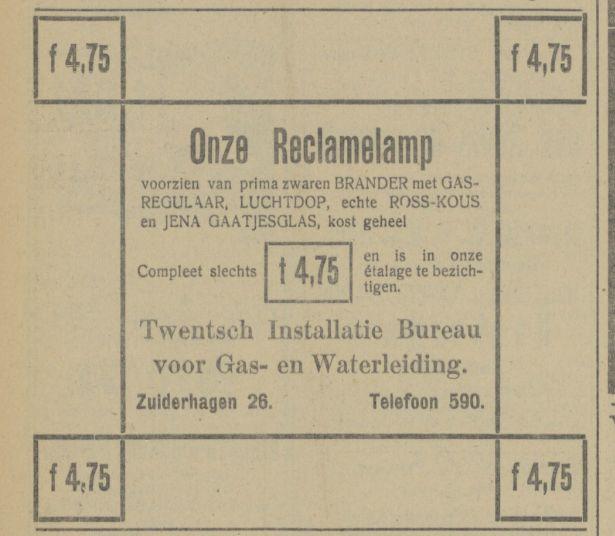 f 4,75
f 4,75
Onze Reclamelamp
voorzien van prima zwaren BRANDER met GAS-
REGULAAR, LUCHTDOP, echte ROSS-KOUS
en JENA GAATJESGLAS, kost geheel
Compleet slechts f 4,75 en is in onze
étalage te bezich-
tigen.
Twentsch Installatie Bureau
voor Gas- en Waterleiding.
Zuiderhagen 26. Telefoon 590.
f 4,75
f 4,75